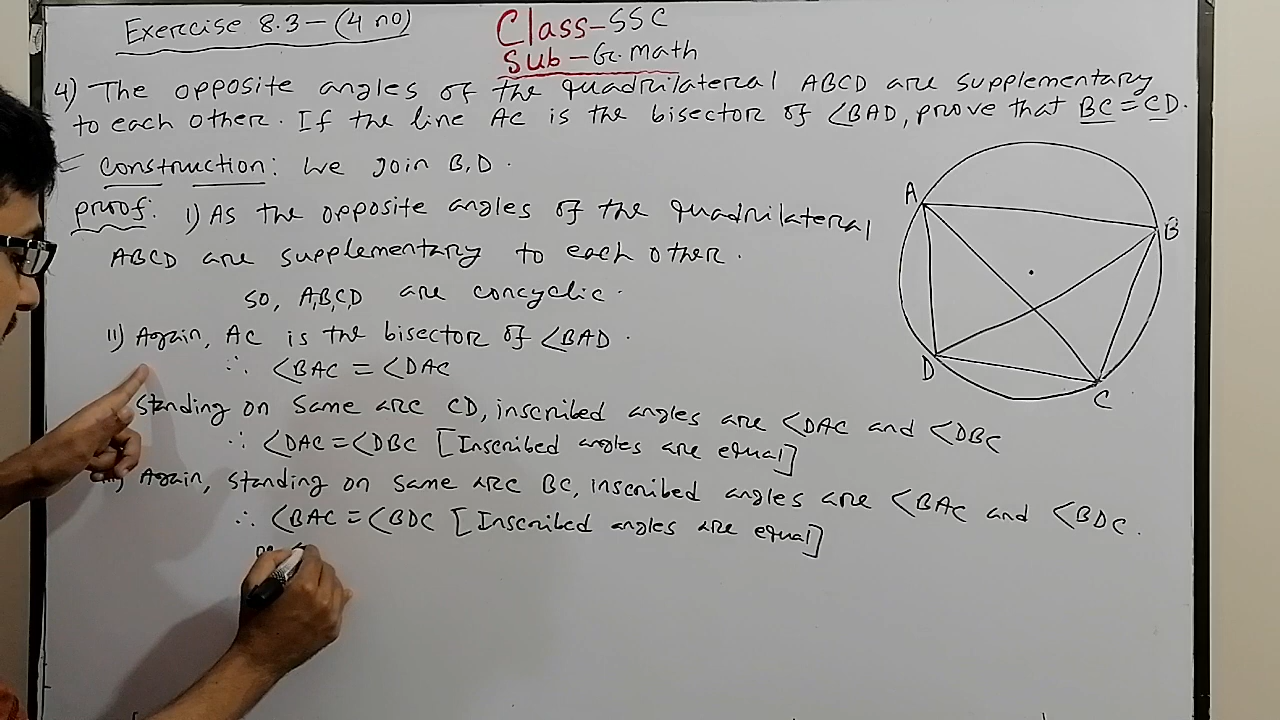 Exercise 8.3 – (4 no)
Class – SSC
Sub – G. Math
4) The opposite angles of the quadrilateral ABCD are supplementary
to each other. If the line AC is the bisector of ∠BAD, prove that BC = CD.
Construction: We join B, D.
Proof: i) As the opposite angles of the quadrilateral
ABCD are supplementary to each other.
So, A,B,C,D are concyclic.
ii) Again, AC is the bisector of ∠BAD.
∴ ∠BAC = ∠DAC
Standing on same arc CD, inscribed angles are ∠DAC and ∠DBC
∴ ∠DAC = ∠DBC [Inscribed angles are equal]
Again, standing on same arc BC, inscribed angles are ∠BAC and ∠BDC.
∴ ∠BAC = ∠BDC [Inscribed angles are equal]
A
B
D
C